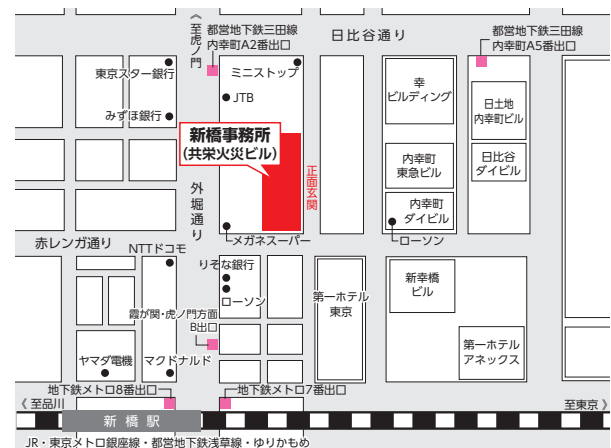 《至虎ノ門
都営地下鉄三田線
内幸町A2番出口
日比谷通り
都営地下鉄三田線
内幸町A5番出口
東京スター銀行
ミニストップ
JTB
みずほ銀行
幸
ビルディング
日土地
内幸町ビル
新橋事務所
(共栄火災ビル)
正面玄関
内幸町
東急ビル
日比谷
ダイビル
外堀通り
内幸町
ダイビル
赤レンガ通り
メガネスーパー
ローソン
NTTドコモ
りそな銀行
ローソン
第一ホテル
東京
新幸橋
ビル
霞が関・虎ノ門方面
B出口
第一ホテル
アネックス
ヤマダ電機
マクドナルド
地下鉄メトロ8番出口
地下鉄メトロ7番出口
《 至品川
至東京 》
新橋駅
JR・東京メトロ銀座線・都営地下鉄浅草線・ゆりかもめ